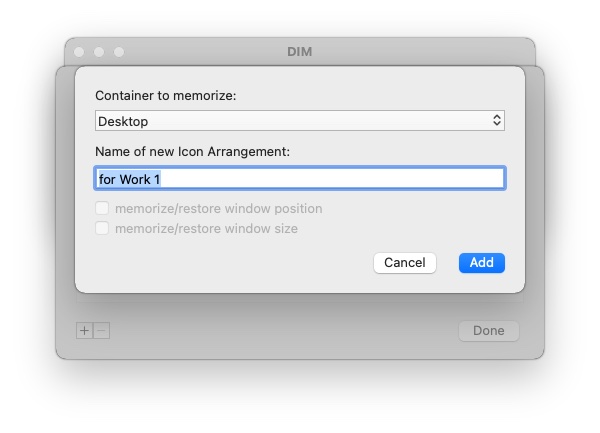 DIM
Container to memorize:
Desktop
Name of new Icon Arrangement:
for Work 1
memorize/restore window position
memorize/restore window size
Cancel
Add
+ −
Done